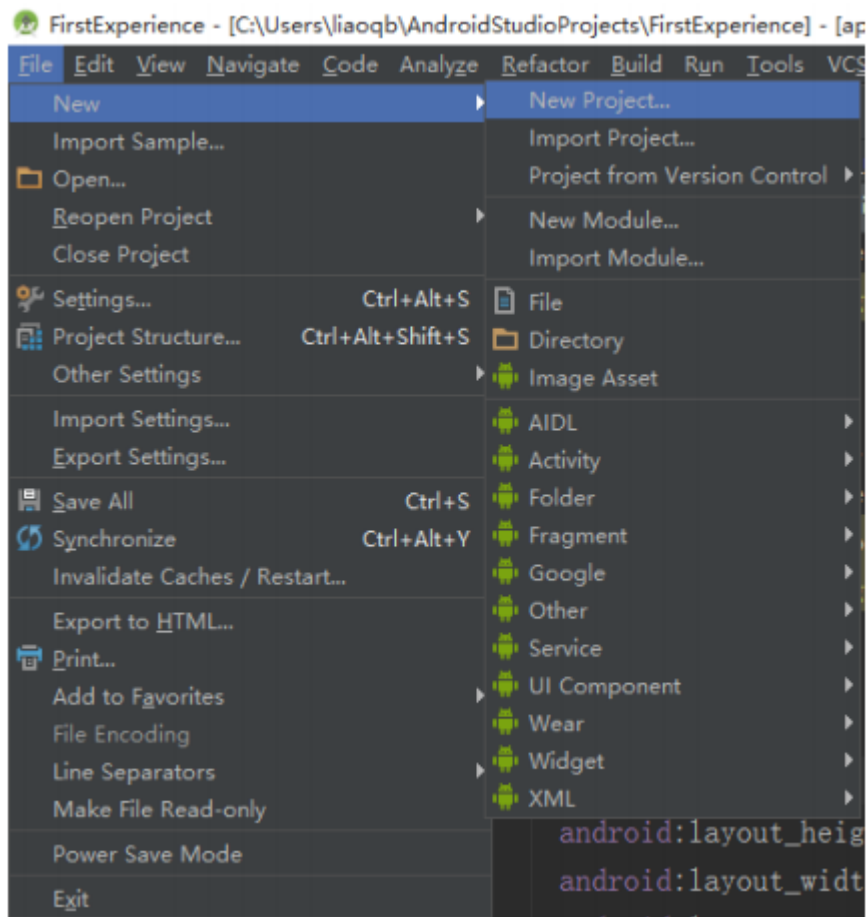 FirstExperience - [C:\Users\liaoqb\AndroidStudioProjects\FirstExperience] - [ap
File Edit View Navigate Code Analyze Refactor Build Run Tools VCS
New
Import Sample...
Open...
Reopen Project
Close Project
Settings... Ctrl+Alt+S
Project Structure... Ctrl+Alt+Shift+S
Other Settings
Import Settings...
Export Settings...
Save All Ctrl+S
Synchronize Ctrl+Alt+Y
Invalidate Caches / Restart...
Export to HTML...
Print...
Add to Favorites
File Encoding
Line Separators
Make File Read-only
Power Save Mode
Exit
New Project...
Import Project...
Project from Version Control
New Module...
Import Module...
File
Directory
Image Asset
AIDL
Activity
Folder
Fragment
Google
Other
Service
UI Component
Wear
Widget
XML
android:layout_heig
android:layout_widt